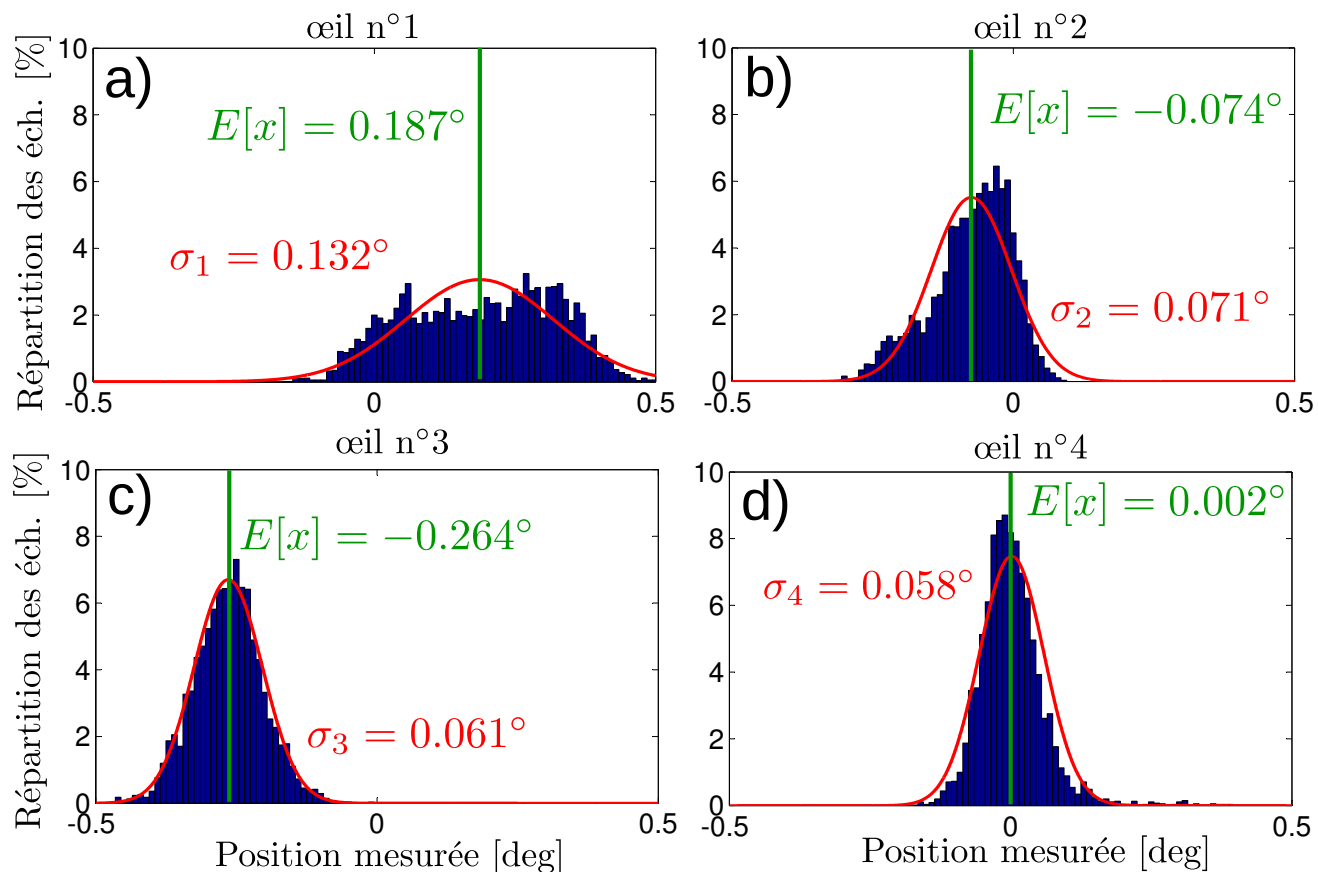 œil n°1
œil n°2
Répartition des éch. [%]
10
8
6
4
2
0
-0.5
0
0.5
a)
E[x] = 0.187°
σ1 = 0.132°
10
8
6
4
2
0
-0.5
0
0.5
b)
E[x] = −0.074°
σ2 = 0.071°
œil n°3
œil n°4
Répartition des éch. [%]
10
8
6
4
2
0
-0.5
0
0.5
c)
E[x] = −0.264°
σ3 = 0.061°
Position mesurée [deg]
10
8
6
4
2
0
-0.5
0
0.5
d)
E[x] = 0.002°
σ4 = 0.058°
Position mesurée [deg]